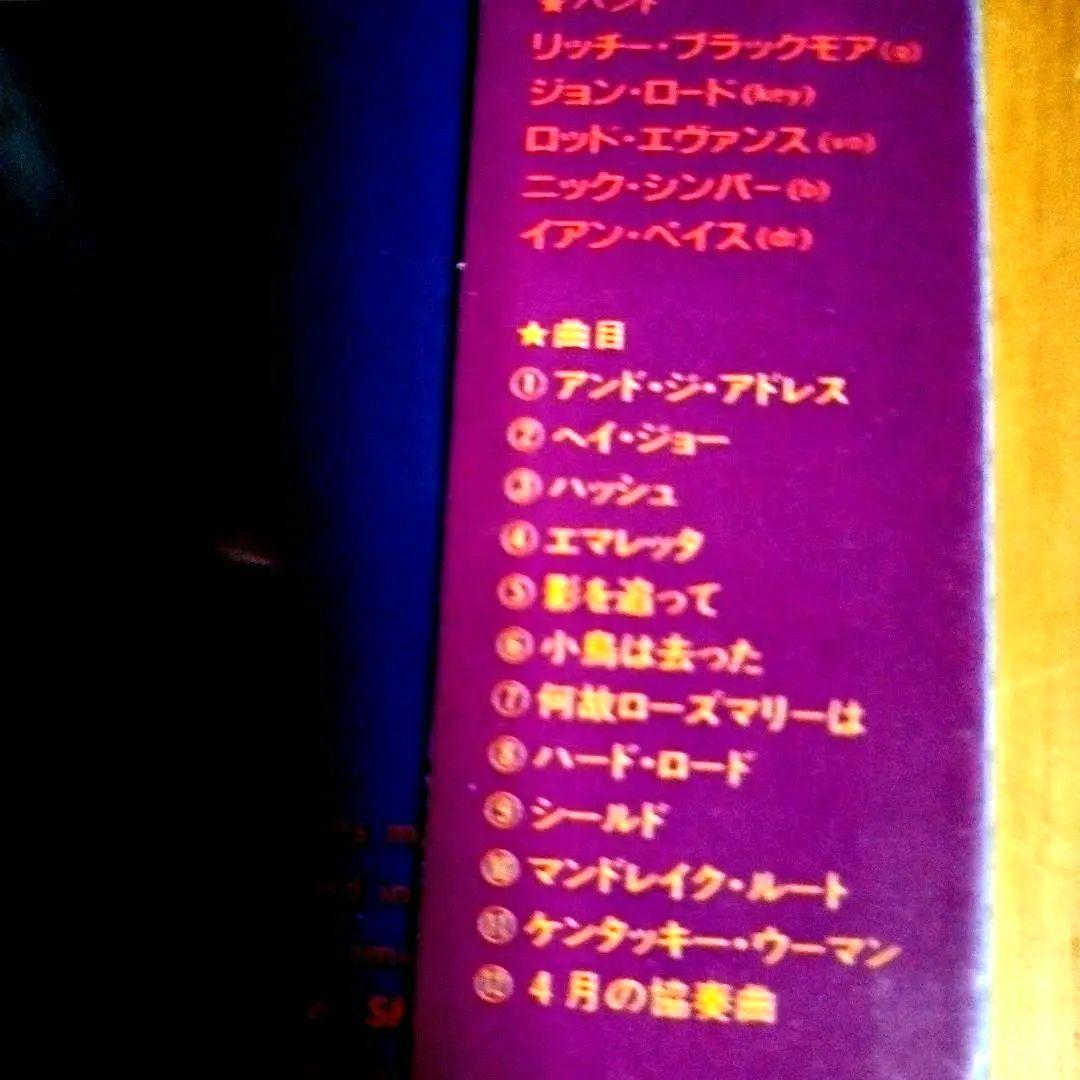 ★バンド
リッチー・ブラックモア(g)
ジョン・ロード(key)
ロッド・エヴァンス(vo)
ニック・シンパー(b)
イアン・ペイス(dr)
★曲目
①アンド・ジ・アドレス
②ヘイ・ジョー
③ハッシュ
④エマレッタ
⑤影を追って
⑥小鳥は去った
⑦何故ローズマリーは
⑧ハード・ロード
⑨シールド
⑩マンドレイク・ルート
⑪ケンタッキー・ウーマン
⑫4月の協奏曲